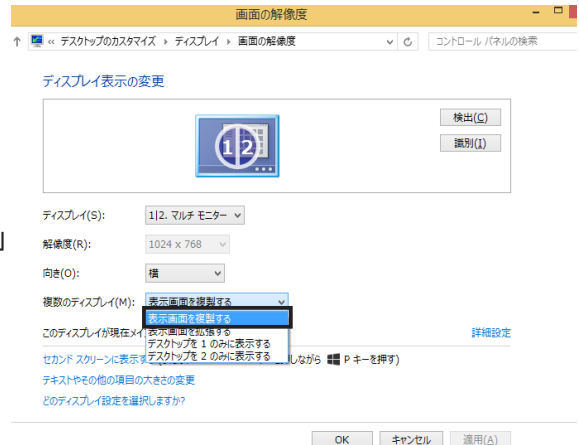 画面の解像度
« デスクトップのカスタマイズ ▸ ディスプレイ ▸ 画面の解像度
コントロール パネルの検索
ディスプレイ表示の変更
1|2
検出(C)
識別(I)
ディスプレイ(S): 1|2. マルチ モニター
」
解像度(R): 1024 x 768
向き(O): 横
複数のディスプレイ(M): 表示画面を複製する
表示画面を複製する
このディスプレイが現在メイ
表示画面を拡張する
詳細設定
デスクトップを 1 のみに表示する
デスクトップを 2 のみに表示する
セカンド スクリーンに表示す
しながら P キーを押す)
テキストやその他の項目の大きさの変更
どのディスプレイ設定を選択しますか?
OK キャンセル 適用(A)